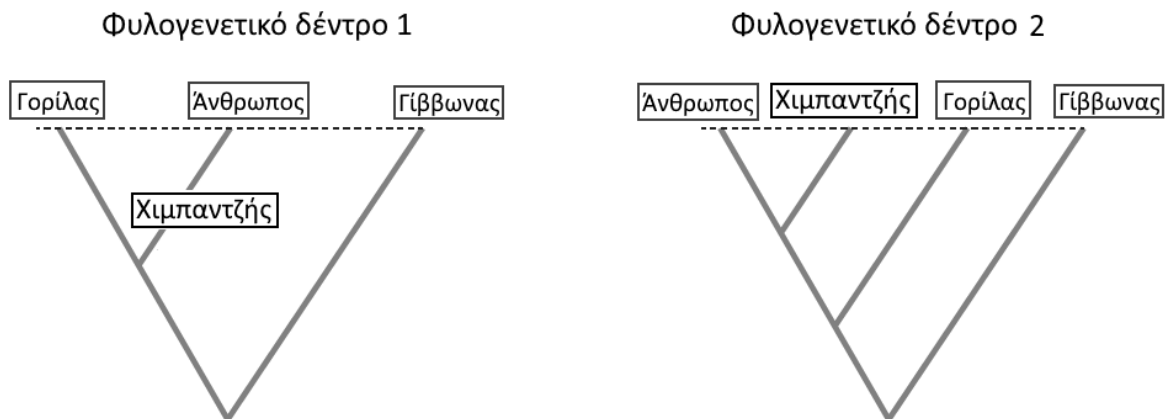 Φυλογενετικό δέντρο 1
Γορίλας
Άνθρωπος
Γίββωνας
Χιμπαντζής
Φυλογενετικό δέντρο 2
Άνθρωπος
Χιμπαντζής
Γορίλας
Γίββωνας